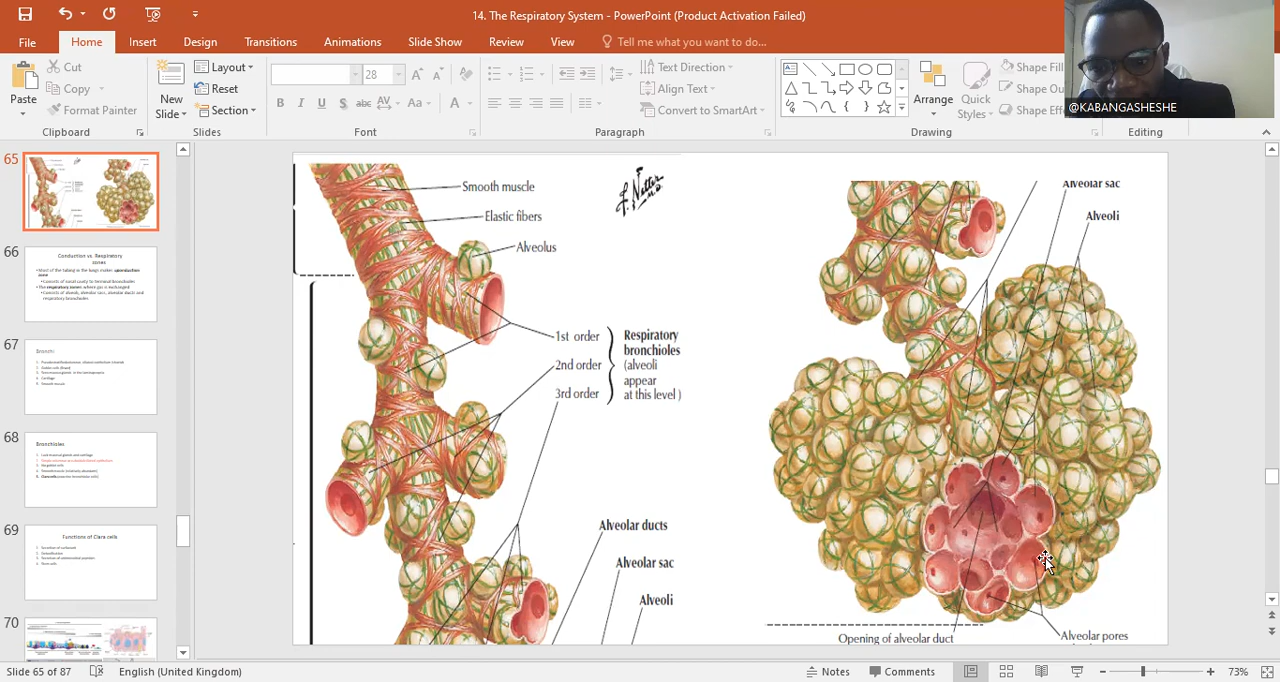 14. The Respiratory System - PowerPoint (Product Activation Failed)
File Home Insert Design Transitions Animations Slide Show Review View Tell me what you want to do...
Cut
Copy
Format Painter
Paste
Clipboard
New
Slide
Layout
Reset
Section
Slides
28
B I U S abc AV Aa A
Font
Text Direction
Align Text
Convert to SmartArt
Paragraph
Arrange
Quick
Styles
Shape Fill
Drawing
Editing
@KABANGASHESHE
65
66
Conduction vs. Respiratory
zones
67
Bronchi
68
Bronchioles
69
Functions of Clara cells
70
Smooth muscle
Elastic fibers
Alveolus
1st order
2nd order
3rd order
Respiratory
bronchioles
(alveoli
appear
at this level)
Alveolar ducts
Alveolar sac
Alveoli
F. Netter
M.D.
Alveolar sac
Alveoli
Opening of alveolar duct
Alveolar pores
Slide 65 of 87 English (United Kingdom) Notes Comments 73%